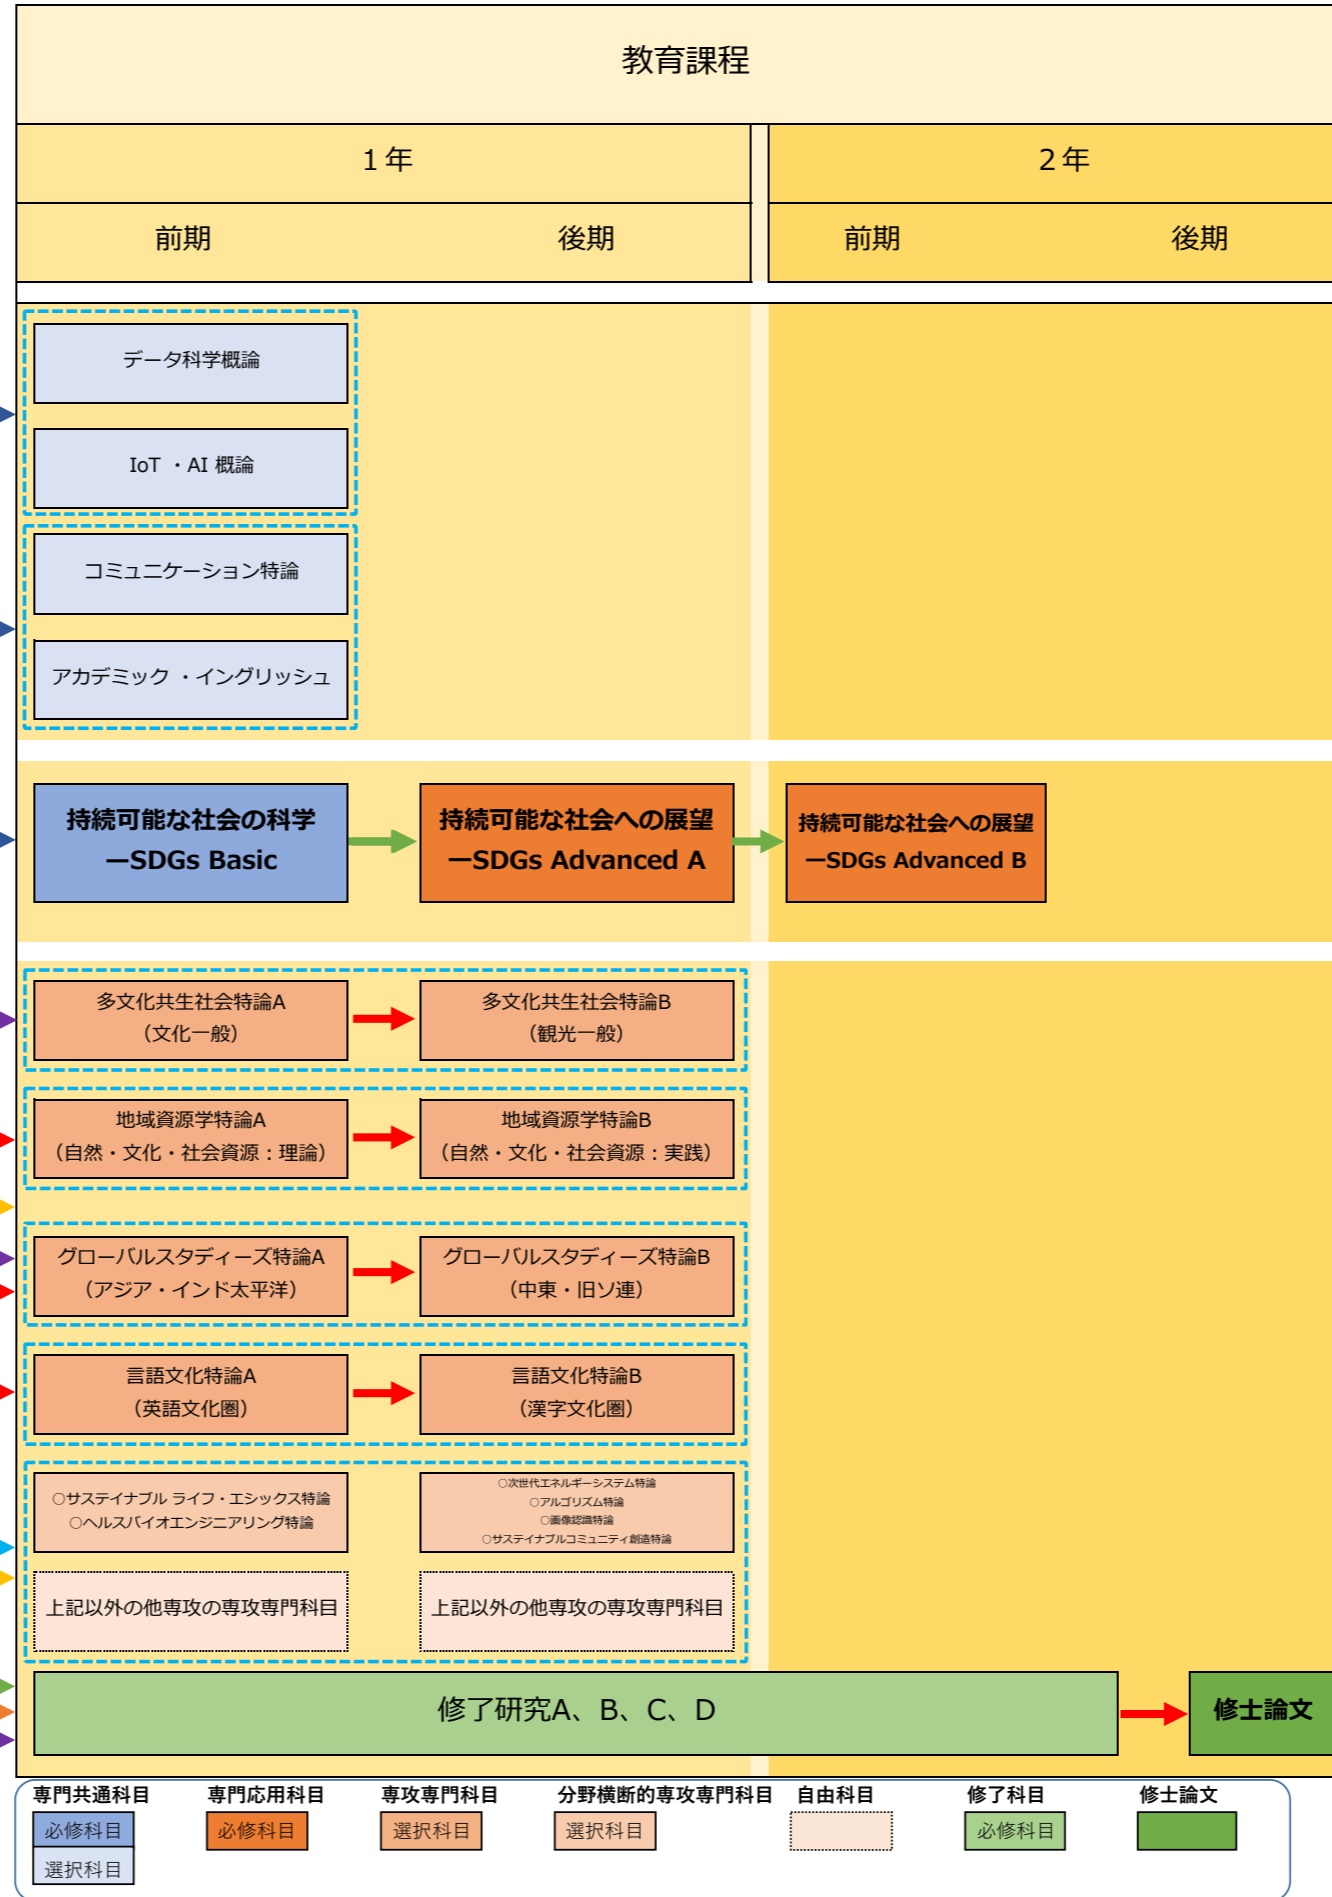 教育課程
１年
２年
前期
後期
前期
後期
データ科学概論
IoT ・AI 概論
コミュニケーション特論
アカデミック ・イングリッシュ
持続可能な社会の科学
ーSDGs Basic
持続可能な社会への展望
ーSDGs Advanced A
持続可能な社会への展望
ーSDGs Advanced B
多文化共生社会特論A
（文化一般）
多文化共生社会特論B
（観光一般）
地域資源学特論A
（自然・文化・社会資源：理論）
地域資源学特論B
（自然・文化・社会資源：実践）
グローバルスタディーズ特論A
（アジア・インド太平洋）
グローバルスタディーズ特論B
（中東・旧ソ連）
言語文化特論A
（英語文化圏）
言語文化特論B
（漢字文化圏）
○サステイナブル ライフ・エシックス特論
○ヘルスバイオエンジニアリング特論
○次世代エネルギーシステム特論
○アルゴリズム特論
○画像認識特論
○サステイナブルコミュニティ創造特論
上記以外の他専攻の専攻専門科目
上記以外の他専攻の専攻専門科目
修了研究A、B、C、D
修士論文
専門共通科目
専門応用科目
専攻専門科目
分野横断的専攻専門科目
自由科目
修了科目
修士論文
必修科目
必修科目
選択科目
選択科目
必修科目
選択科目